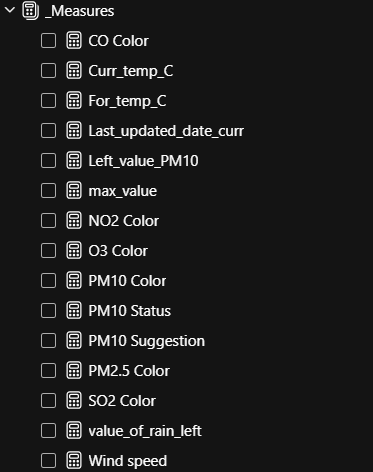 _Measures
CO Color
Curr_temp_C
For_temp_C
Last_updated_date_curr
Left_value_PM10
max_value
NO2 Color
O3 Color
PM10 Color
PM10 Status
PM10 Suggestion
PM2.5 Color
SO2 Color
value_of_rain_left
Wind speed